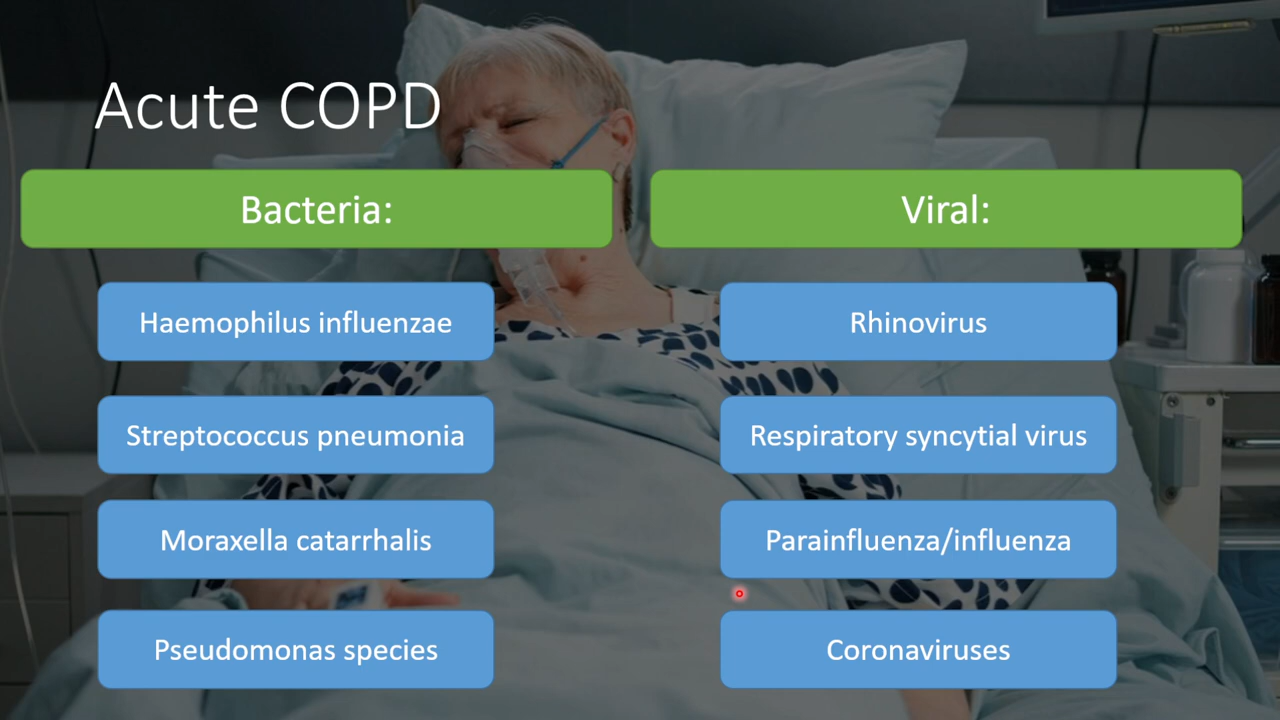 Acute COPD
Bacteria:
Haemophilus influenzae
Streptococcus pneumonia
Moraxella catarrhalis
Pseudomonas species
Viral:
Rhinovirus
Respiratory syncytial virus
Parainfluenza/influenza
Coronaviruses